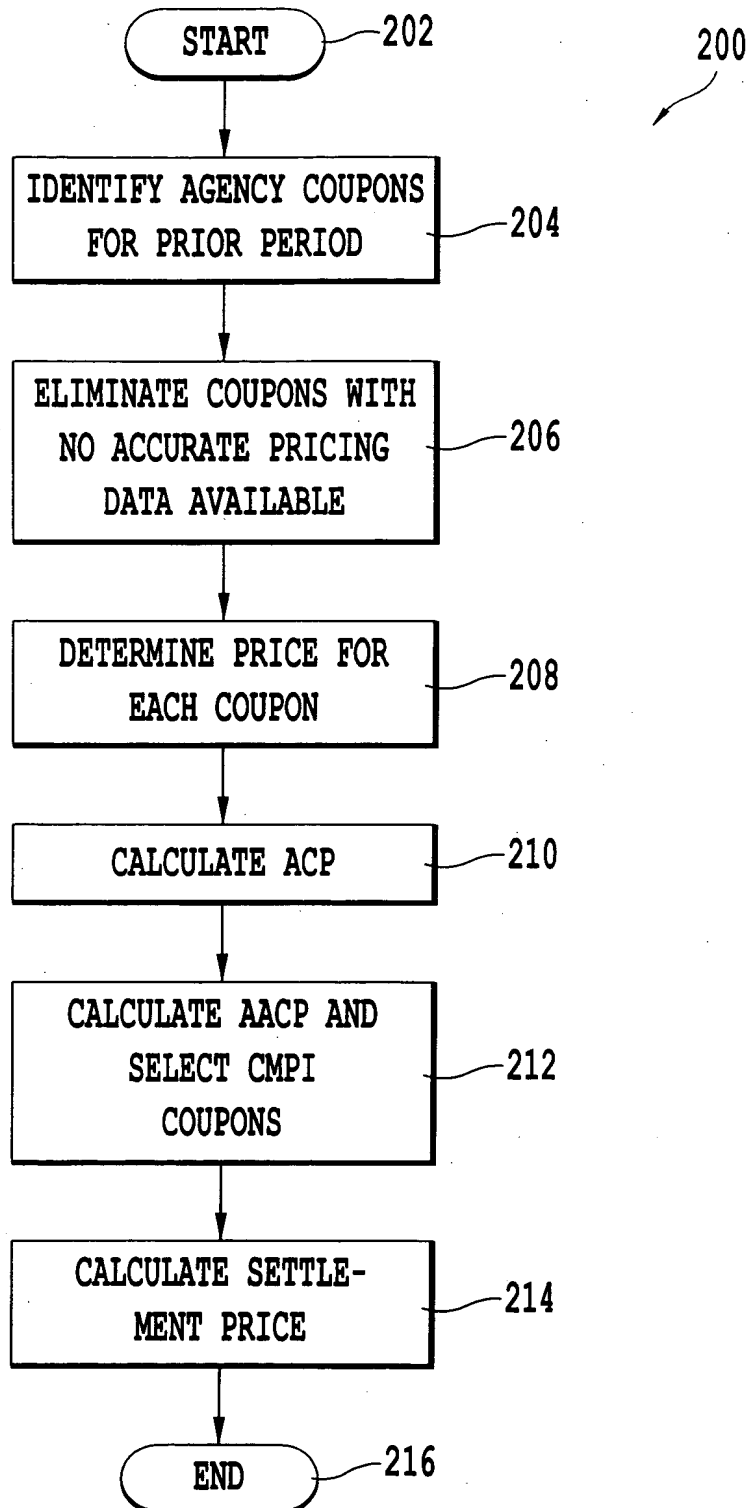 START
202
200
IDENTIFY AGENCY COUPONS
FOR PRIOR PERIOD
204
ELIMINATE COUPONS WITH
NO ACCURATE PRICING
DATA AVAILABLE
206
DETERMINE PRICE FOR
EACH COUPON
208
CALCULATE ACP
210
CALCULATE AACP AND
SELECT CMPI
COUPONS
212
CALCULATE SETTLE-
MENT PRICE
214
END
216